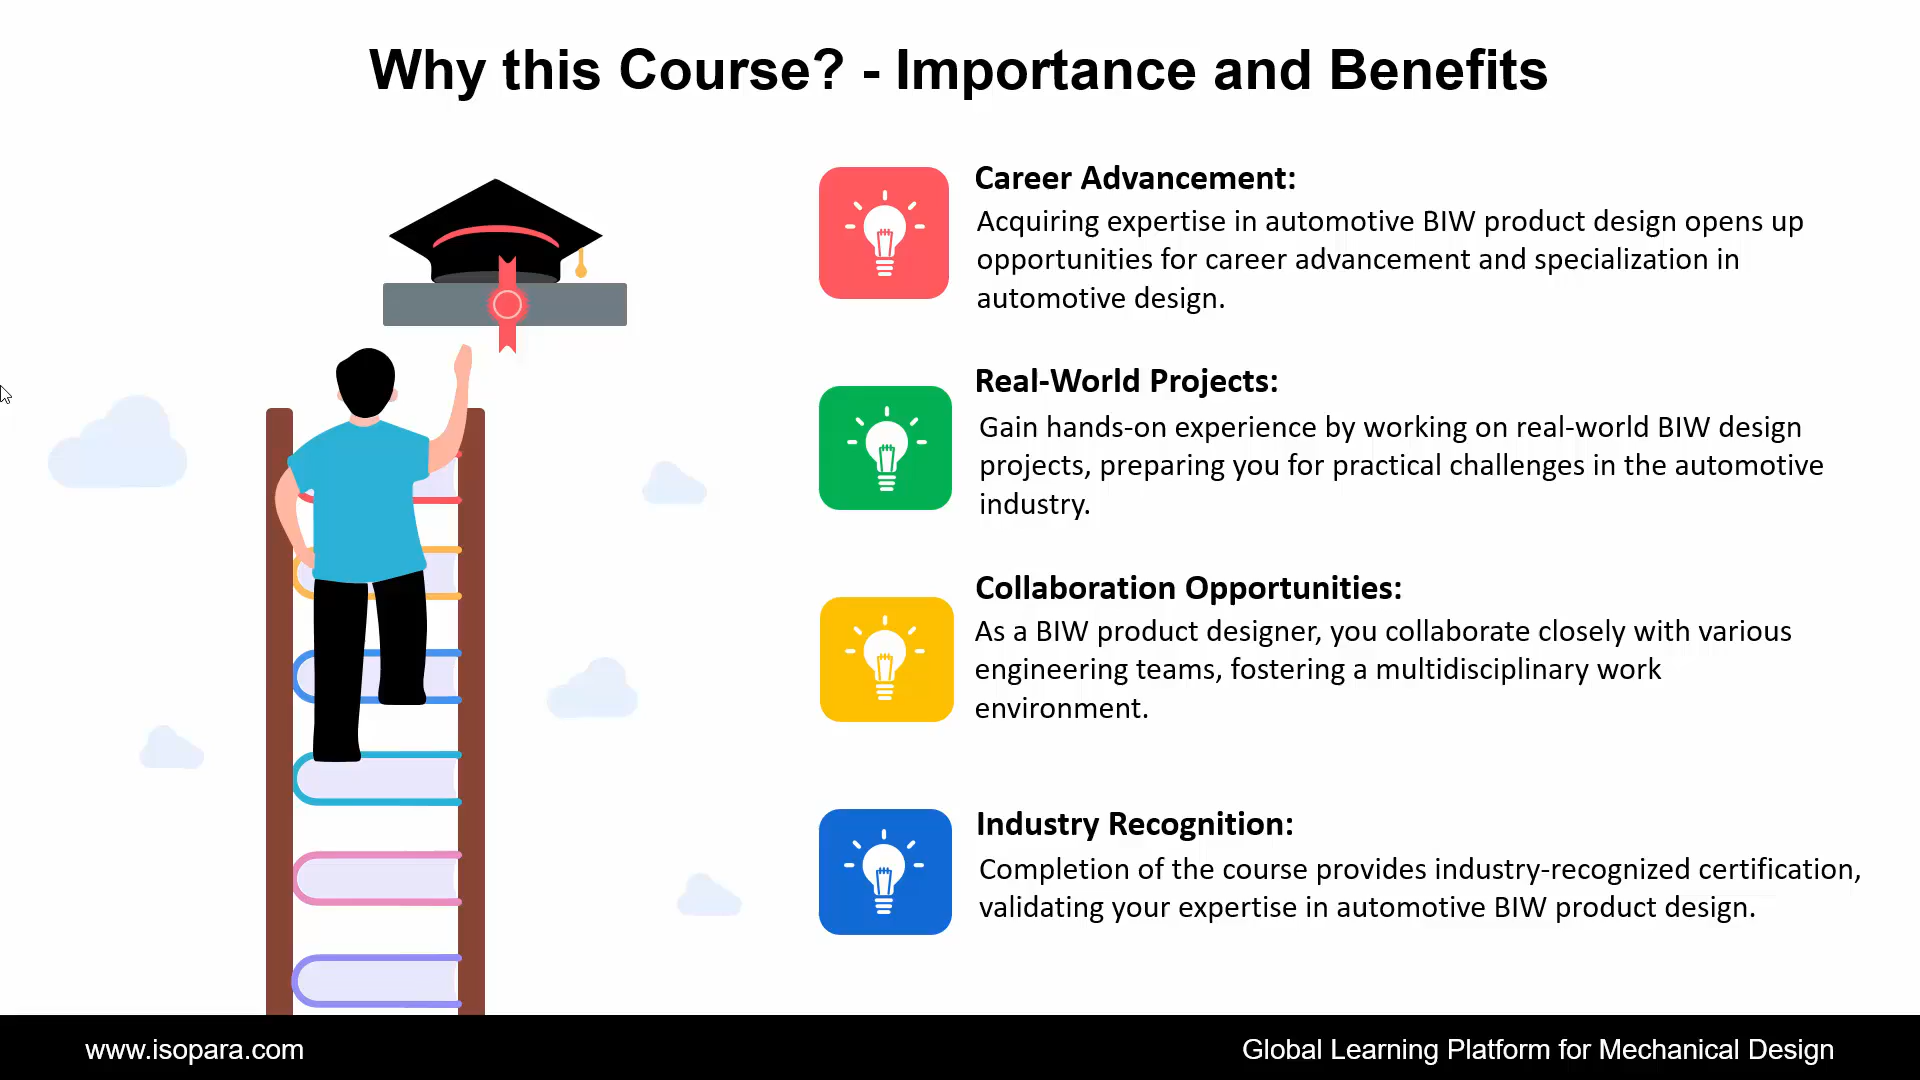 Why this Course? - Importance and Benefits
Career Advancement:
Acquiring expertise in automotive BIW product design opens up
opportunities for career advancement and specialization in
automotive design.
Real-World Projects:
Gain hands-on experience by working on real-world BIW design
projects, preparing you for practical challenges in the automotive
industry.
Collaboration Opportunities:
As a BIW product designer, you collaborate closely with various
engineering teams, fostering a multidisciplinary work
environment.
Industry Recognition:
Completion of the course provides industry-recognized certification,
validating your expertise in automotive BIW product design.
www.isopara.com
Global Learning Platform for Mechanical Design